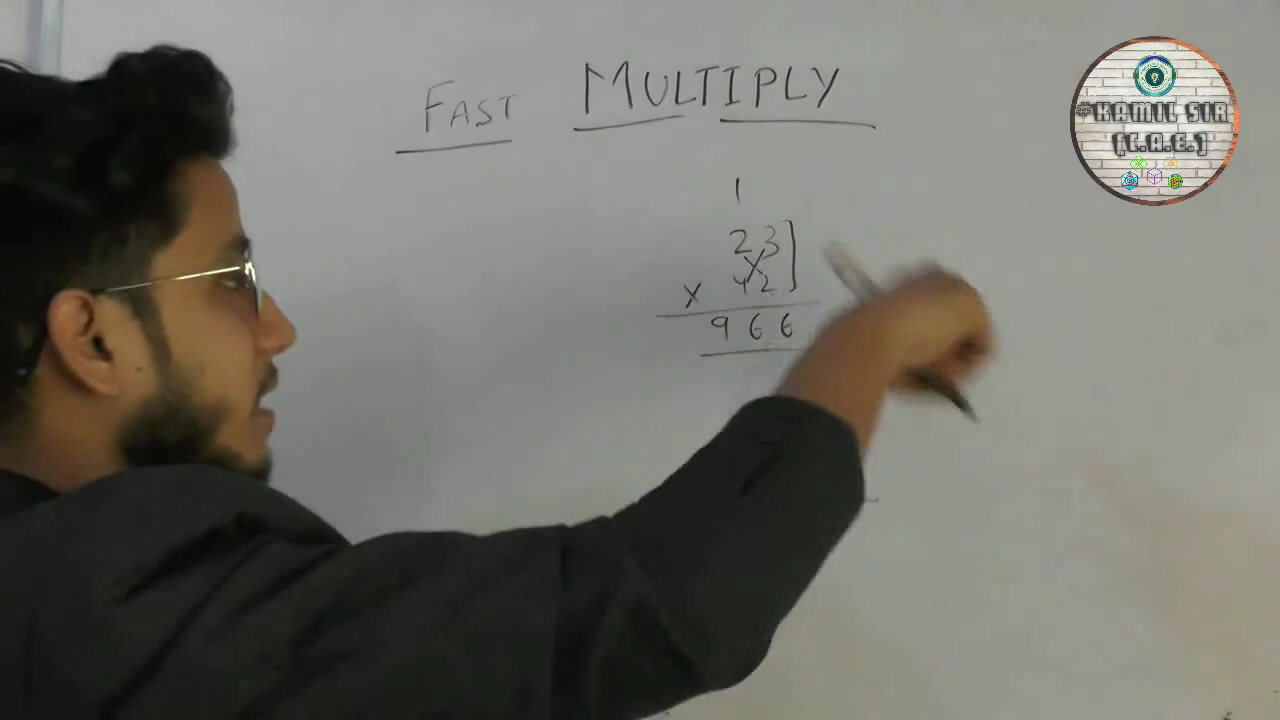 FAST MULTIPLY
1
23
x 42
966
#KAMIL SIR
[C.A.E.]